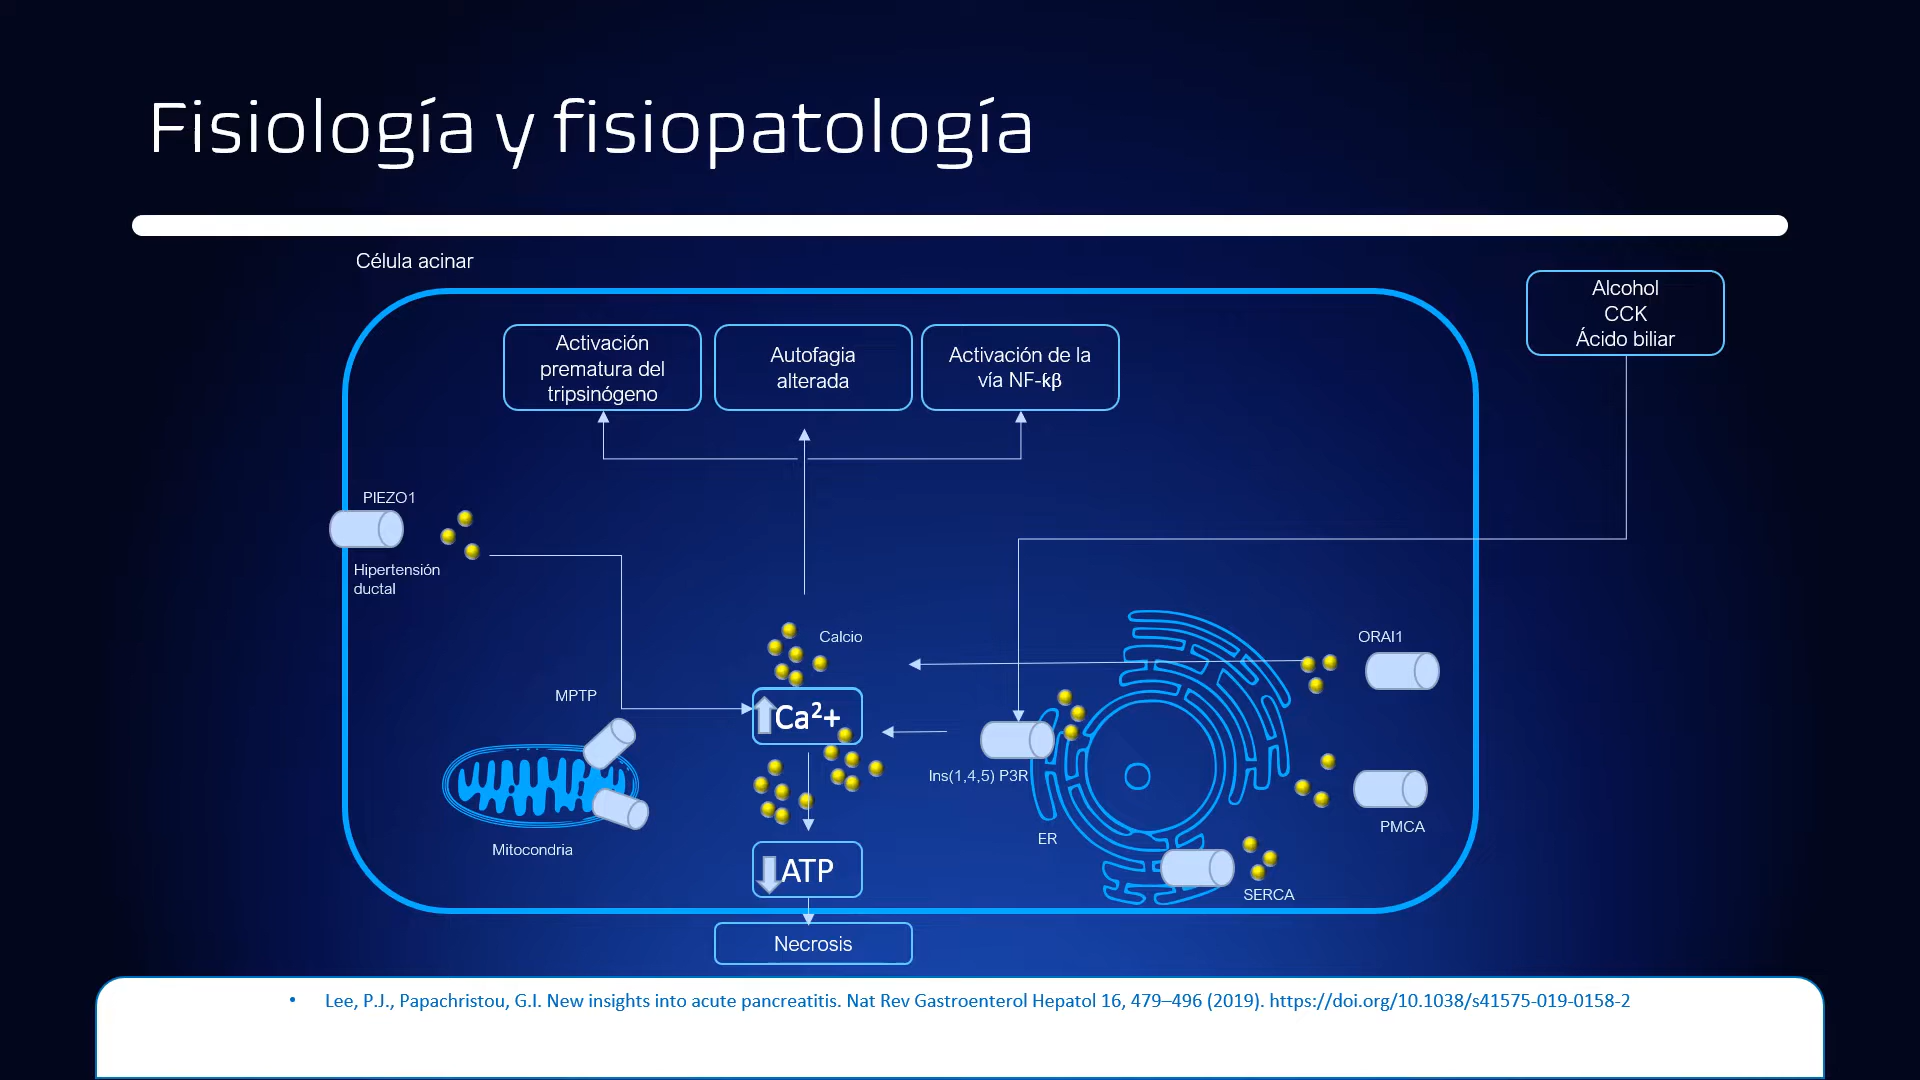 Fisiología y fisiopatología
Célula acinar
Alcohol
CCK
Ácido biliar
Activación
prematura del
tripsinógeno
Autofagia
alterada
Activación de la
vía NF-ƙβ
PIEZO1
Hipertensión
ductal
Calcio
ORAI1
MPTP
Ca²+
Ins(1,4,5) P3R
PMCA
ER
Mitocondria
ATP
SERCA
Necrosis
• Lee, P.J., Papachristou, G.I. New insights into acute pancreatitis. Nat Rev Gastroenterol Hepatol 16, 479–496 (2019). https://doi.org/10.1038/s41575-019-0158-2